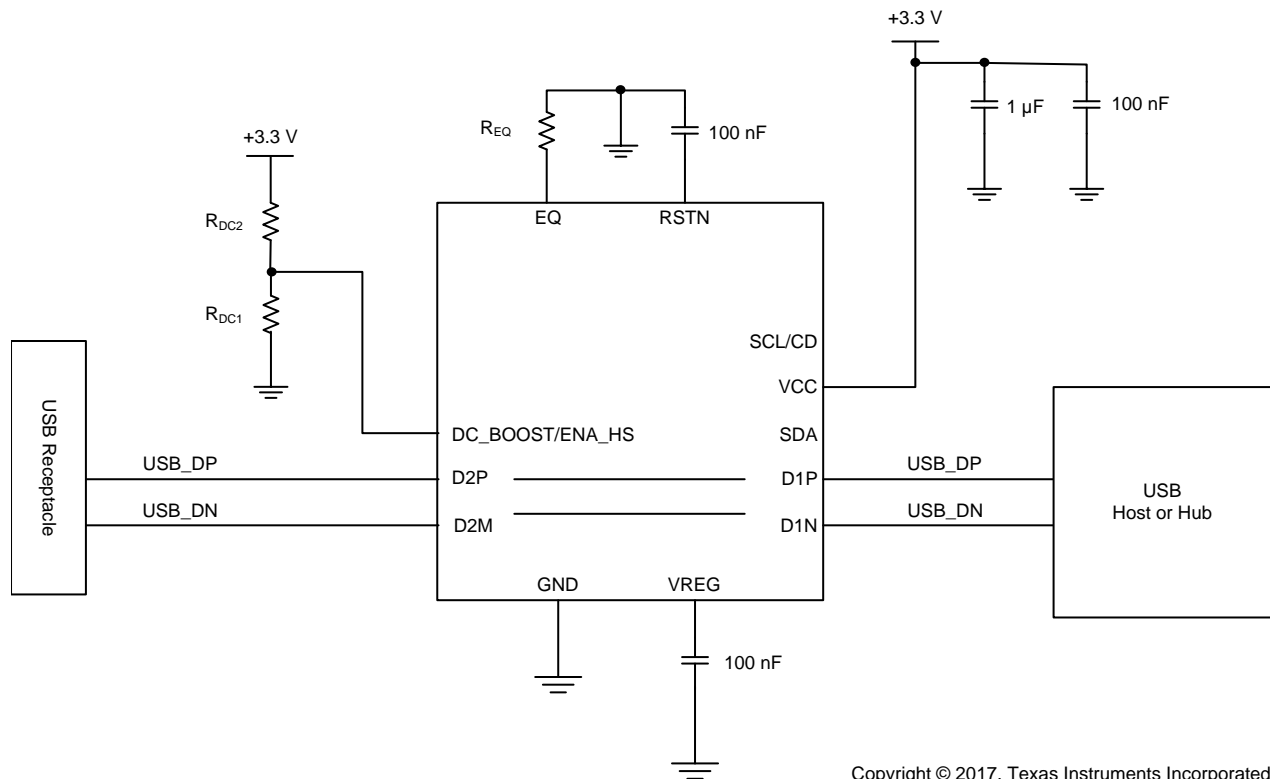 +3.3 V
R_EQ
100 nF
1 µF
100 nF
+3.3 V
R_DC2
R_DC1
EQ
RSTN
SCL/CD
VCC
SDA
DC_BOOST/ENA_HS
USB Receptacle
USB_DP
D2P
D1P
USB_DP
USB_DN
D2M
D1N
USB_DN
USB
Host or Hub
GND
VREG
100 nF
Copyright © 2017, Texas Instruments Incorporated